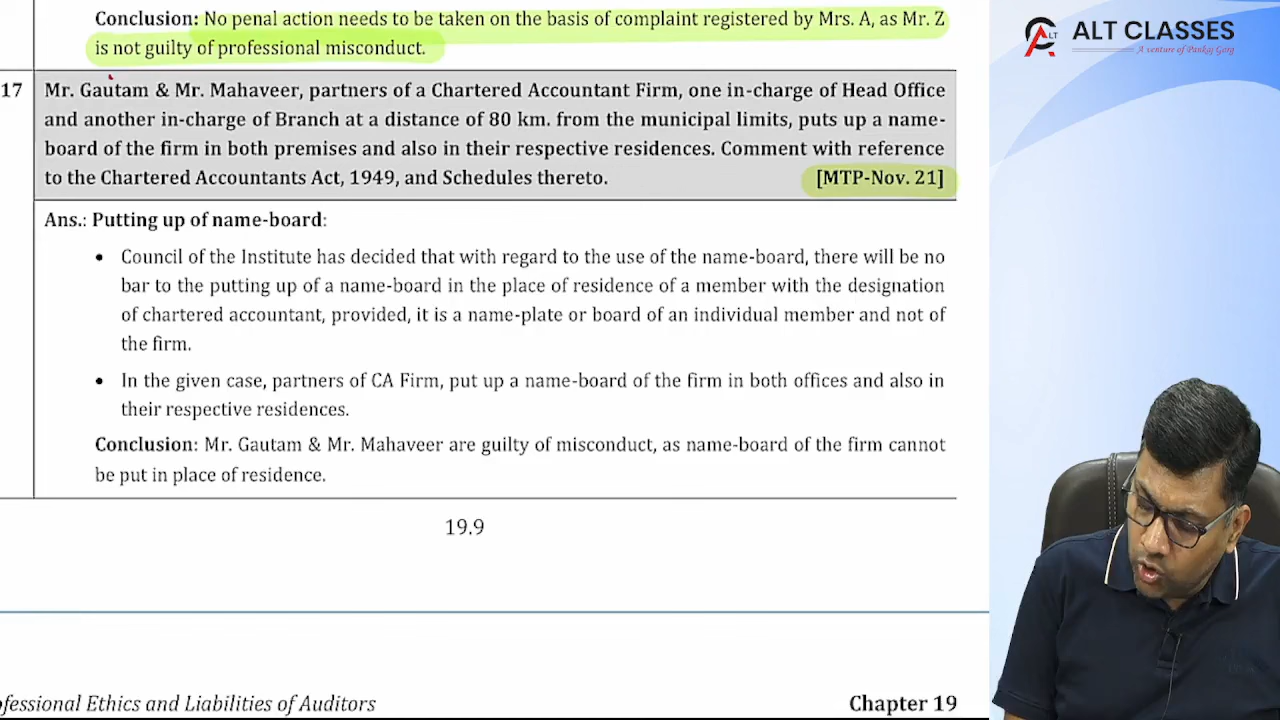 Conclusion: No penal action needs to be taken on the basis of complaint registered by Mrs. A, as Mr. Z
is not guilty of professional misconduct.
17 Mr. Gautam & Mr. Mahaveer, partners of a Chartered Accountant Firm, one in-charge of Head Office
and another in-charge of Branch at a distance of 80 km. from the municipal limits, puts up a name-
board of the firm in both premises and also in their respective residences. Comment with reference
to the Chartered Accountants Act, 1949, and Schedules thereto. [MTP-Nov. 21]
Ans.: Putting up of name-board:
• Council of the Institute has decided that with regard to the use of the name-board, there will be no
bar to the putting up of a name-board in the place of residence of a member with the designation
of chartered accountant, provided, it is a name-plate or board of an individual member and not of
the firm.
• In the given case, partners of CA Firm, put up a name-board of the firm in both offices and also in
their respective residences.
Conclusion: Mr. Gautam & Mr. Mahaveer are guilty of misconduct, as name-board of the firm cannot
be put in place of residence.
19.9
ofessional Ethics and Liabilities of Auditors Chapter 19
ALT
ALT CLASSES
A venture of Pankaj Garg